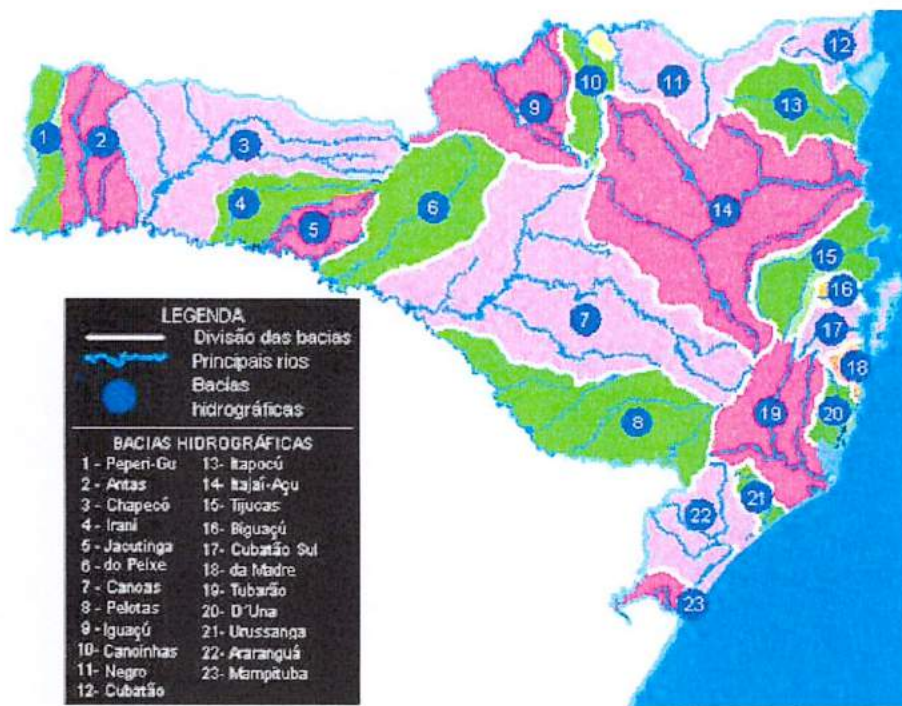 12
11
10
9
13
1
2
3
4
6
14
5
15
16
7
17
18
19
20
8
21
22
23
LEGENDA
Divisão das bacias
Principais rios
Bacias
hidrográficas
BACIAS HIDROGRÁFICAS
1 - Peperi-Gu
2 - Antas
3 - Chapecó
4 - Irani
5 - Jacutinga
6 - do Peixe
7 - Canoas
8 - Pelotas
9 - Iguaçú
10- Canoinhas
11- Negro
12- Cubatão
13- Itapocú
14- Itajaí-Açu
15- Tijucas
16- Biguaçú
17- Cubatão Sul
18- da Madre
19- Tubarão
20- D'Una
21- Urussanga
22- Araranguá
23- Mampituba